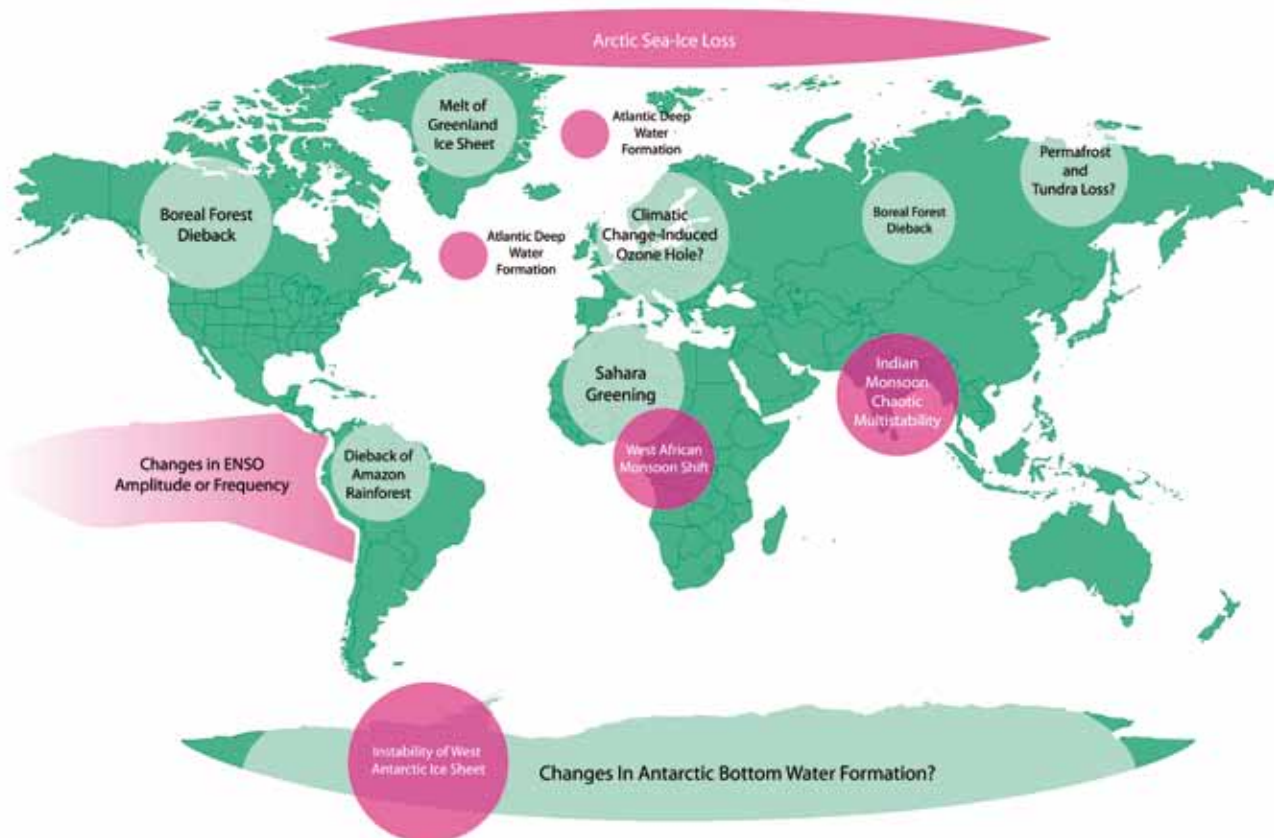 Arctic Sea-Ice Loss
Melt of
Greenland
Ice Sheet
Atlantic Deep
Water
Formation
Permafrost
and
Tundra Loss?
Boreal Forest
Dieback
Atlantic Deep
Water
Formation
Climatic
Change-Induced
Ozone Hole?
Boreal Forest
Dieback
Sahara
Greening
Indian
Monsoon
Chaotic
Multistability
Changes in ENSO
Amplitude or Frequency
Dieback of
Amazon
Rainforest
West African
Monsoon Shift
Instability of West
Antarctic Ice Sheet
Changes In Antarctic Bottom Water Formation?